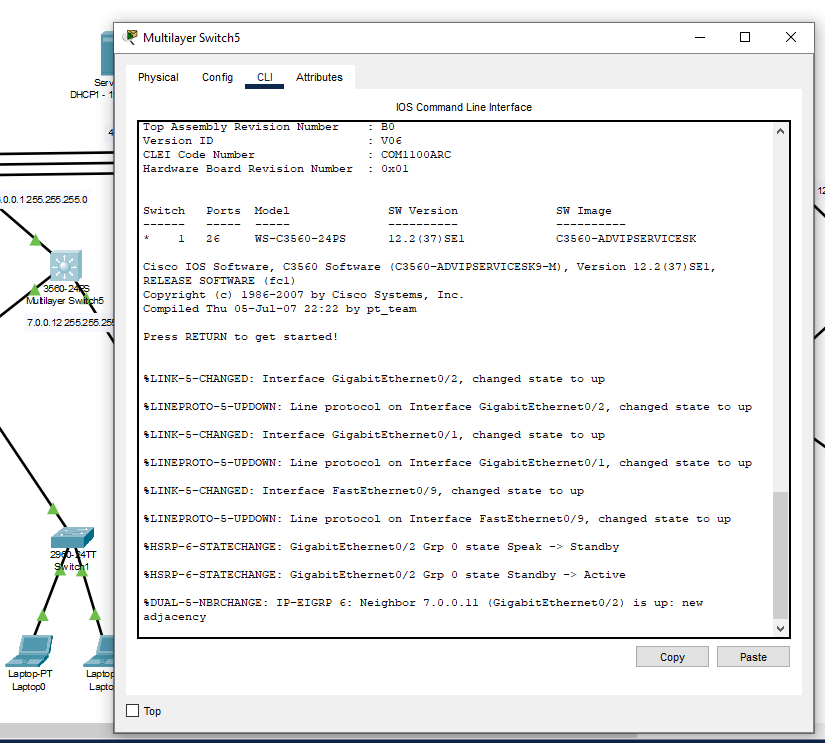 Multilayer Switch5
Physical Config CLI Attributes
IOS Command Line Interface
Top Assembly Revision Number : B0
Version ID : V06
CLEI Code Number : COM1100ARC
Hardware Board Revision Number : 0x01
Switch Ports Model SW Version SW Image
------ ----- ----- ---------- ----------
* 1 26 WS-C3560-24PS 12.2(37)SE1 C3560-ADVIPSERVICESK
Cisco IOS Software, C3560 Software (C3560-ADVIPSERVICESK9-M), Version 12.2(37)SE1,
RELEASE SOFTWARE (fc1)
Copyright (c) 1986-2007 by Cisco Systems, Inc.
Compiled Thu 05-Jul-07 22:22 by pt_team
Press RETURN to get started!
%LINK-5-CHANGED: Interface GigabitEthernet0/2, changed state to up
%LINEPROTO-5-UPDOWN: Line protocol on Interface GigabitEthernet0/2, changed state to up
%LINK-5-CHANGED: Interface GigabitEthernet0/1, changed state to up
%LINEPROTO-5-UPDOWN: Line protocol on Interface GigabitEthernet0/1, changed state to up
%LINK-5-CHANGED: Interface FastEthernet0/9, changed state to up
%LINEPROTO-5-UPDOWN: Line protocol on Interface FastEthernet0/9, changed state to up
%HSRP-6-STATECHANGE: GigabitEthernet0/2 Grp 0 state Speak -> Standby
%HSRP-6-STATECHANGE: GigabitEthernet0/2 Grp 0 state Standby -> Active
%DUAL-5-NBRCHANGE: IP-EIGRP 6: Neighbor 7.0.0.11 (GigabitEthernet0/2) is up: new
adjacency
Copy Paste
Top
Serv
DHCP1 - 1
4
.0.0.1 255.255.255.0
3560-24PS
Multilayer Switch5
7.0.0.12 255.255.255
2960-24TT
Switch1
Laptop-PT
Laptop0
Laptop
Lapto
12